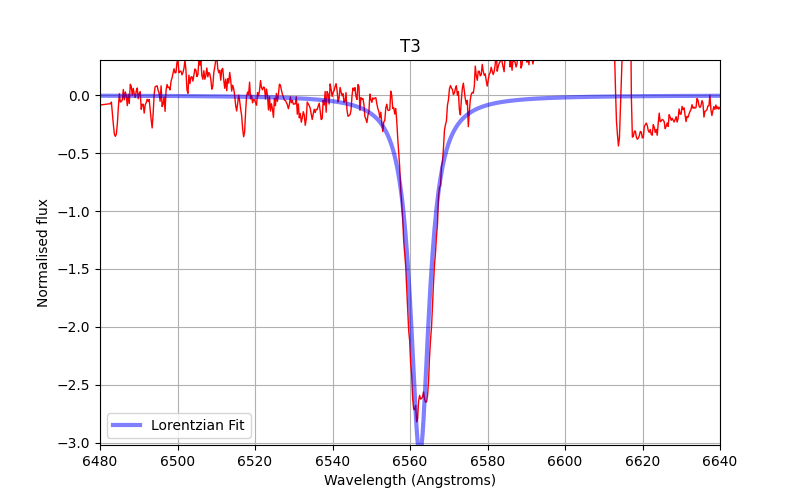 T3
Normalised flux
0.0
−0.5
−1.0
−1.5
−2.0
−2.5
−3.0
Lorentzian Fit
6480 6500 6520 6540 6560 6580 6600 6620 6640
Wavelength (Angstroms)